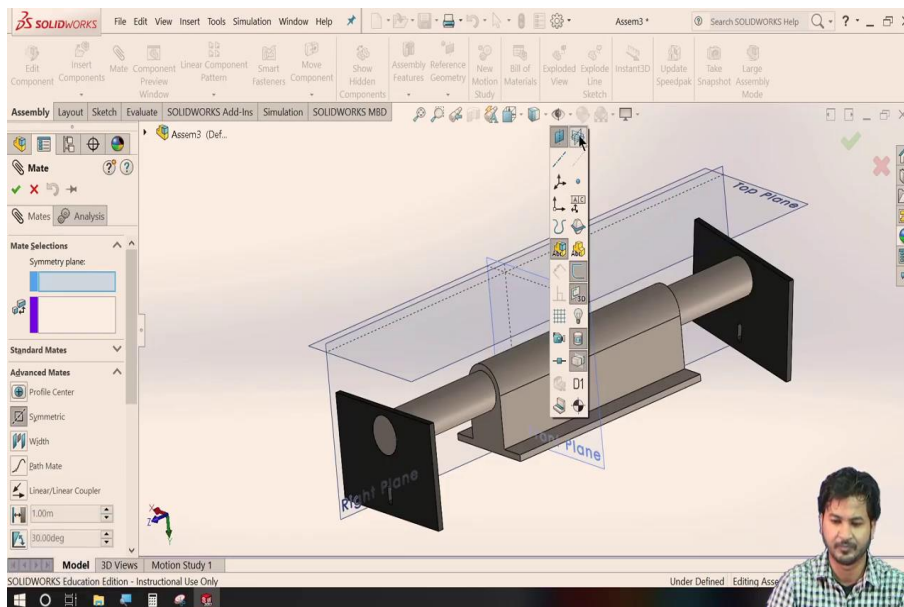 SOLIDWORKS File Edit View Insert Tools Simulation Window Help Assem3 * Search SOLIDWORKS Help
Edit Component
Insert Components
Mate
Component Preview Window
Linear Component Pattern
Smart Fasteners
Move Component
Show Hidden Components
Assembly Features
Reference Geometry
New Motion Study
Bill of Materials
Exploded View
Explode Line Sketch
Instant3D
Update Speedpak
Take Snapshot
Large Assembly Mode
Assembly Layout Sketch Evaluate SOLIDWORKS Add-Ins Simulation SOLIDWORKS MBD
Assem3 (Def...
Mate
Mates Analysis
Mate Selections
Symmetry plane:
Standard Mates
Advanced Mates
Profile Center
Symmetric
Width
Path Mate
Linear/Linear Coupler
1.00m
30.00deg
Top Plane
Front Plane
Right Plane
3D
D1
X
Z
Y
Model 3D Views Motion Study 1
SOLIDWORKS Education Edition - Instructional Use Only Under Defined Editing Asse